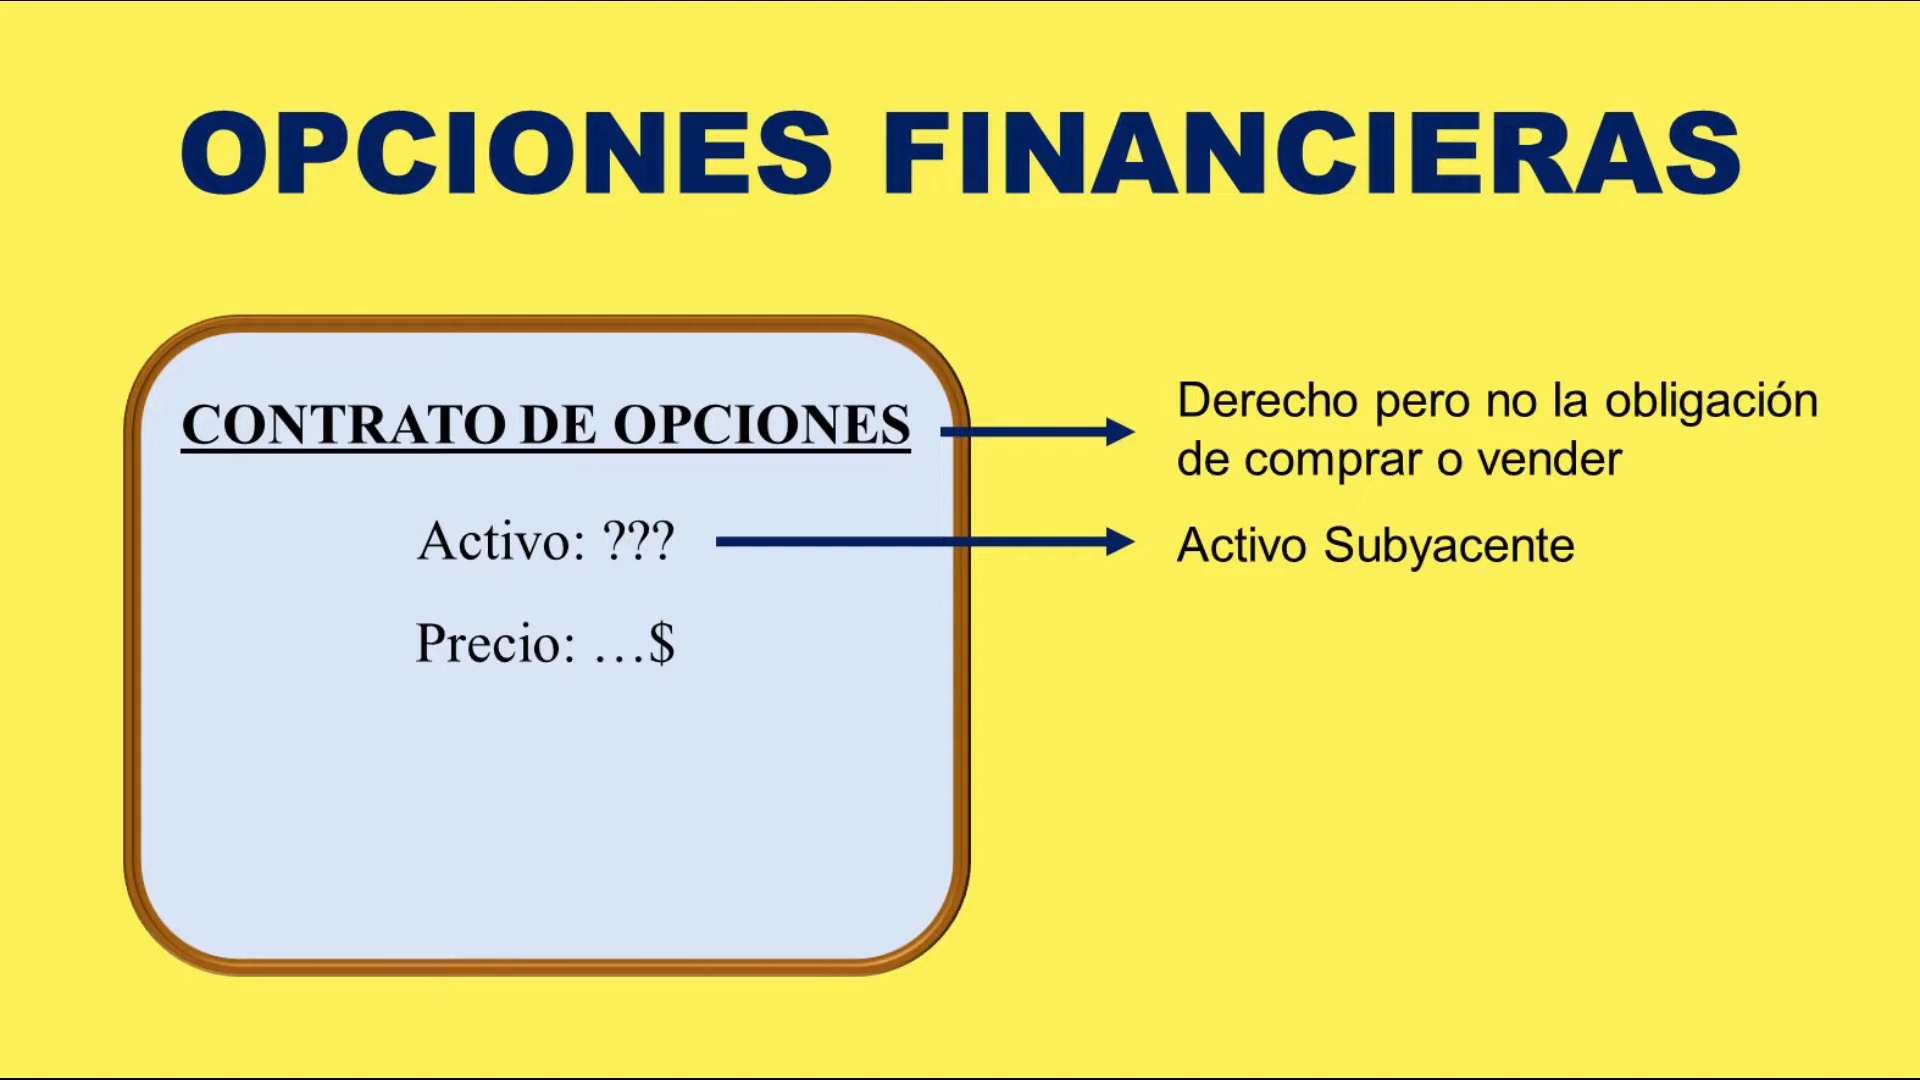 OPCIONES FINANCIERAS
CONTRATO DE OPCIONES
Derecho pero no la obligación
de comprar o vender
Activo: ???
Activo Subyacente
Precio: …$